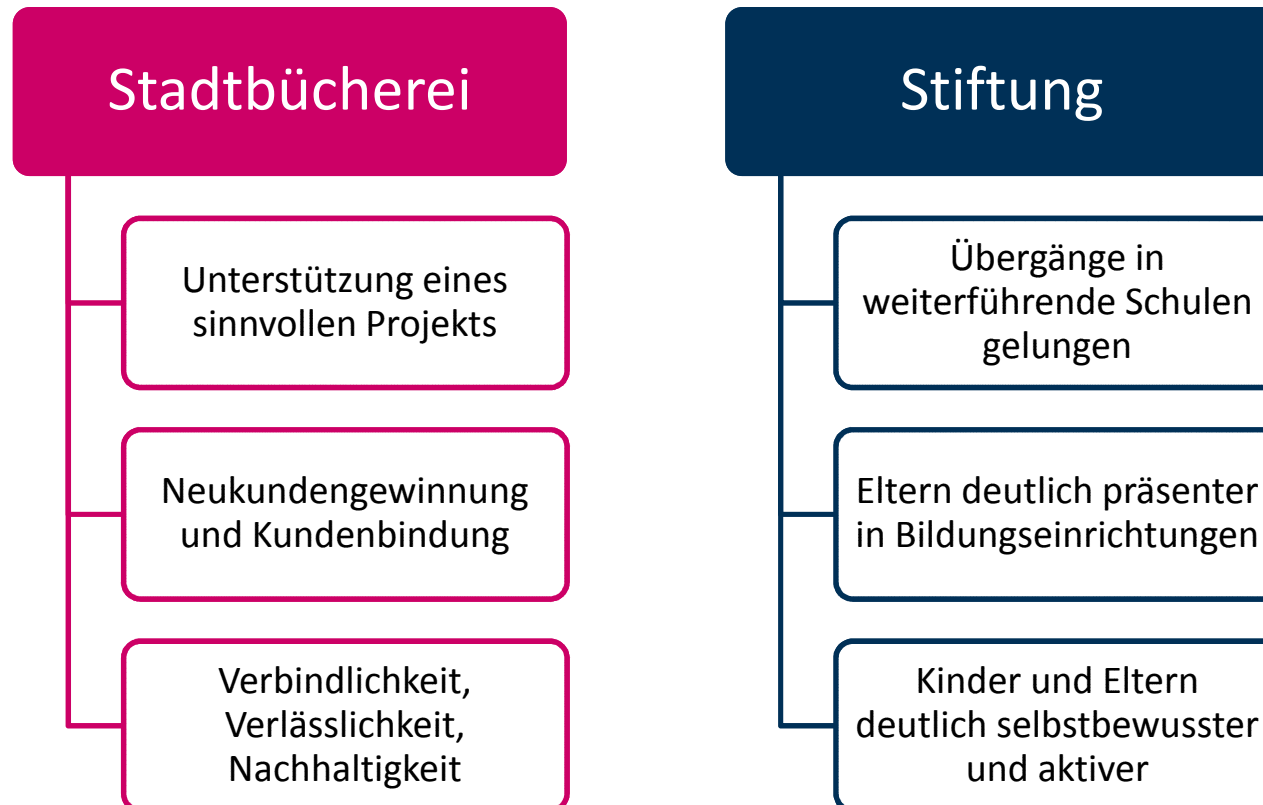 Stadtbücherei
Unterstützung eines
sinnvollen Projekts
Neukundengewinnung
und Kundenbindung
Verbindlichkeit,
Verlässlichkeit,
Nachhaltigkeit
Stiftung
Übergänge in
weiterführende Schulen
gelungen
Eltern deutlich präsenter
in Bildungseinrichtungen
Kinder und Eltern
deutlich selbstbewusster
und aktiver